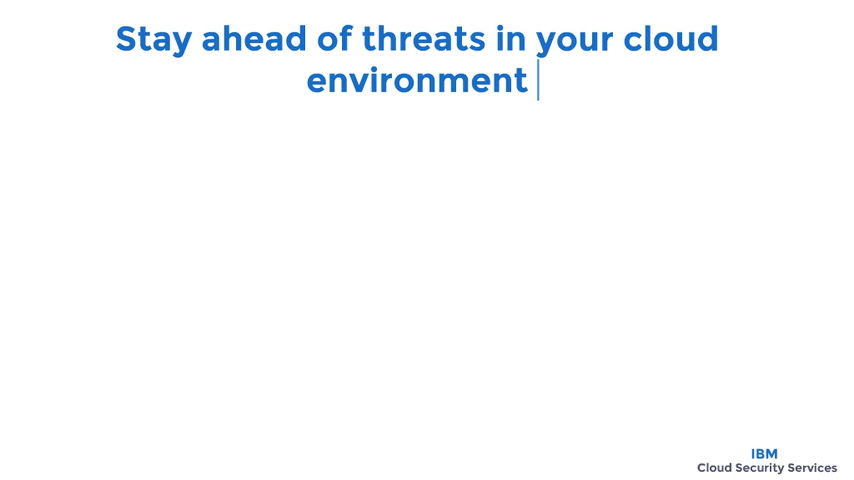 Stay ahead of threats in your cloud
environment
IBM
Cloud Security Services